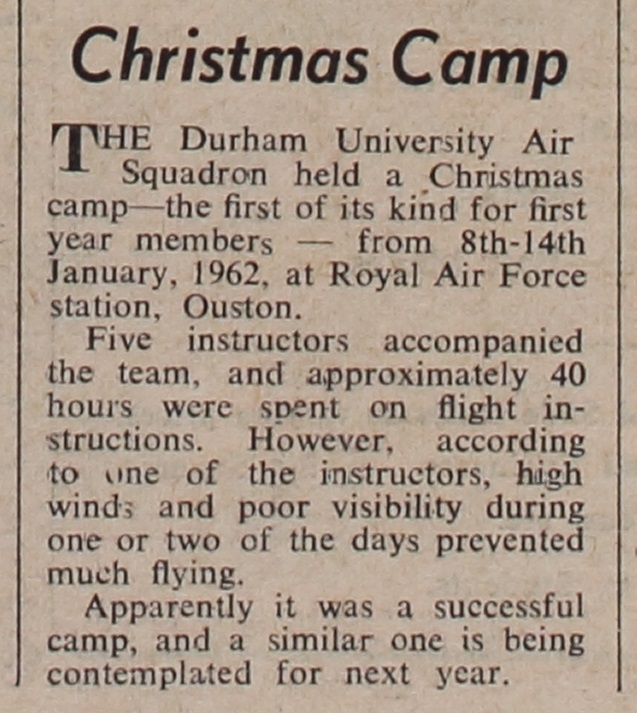 Christmas Camp
THE Durham University Air
Squadron held a Christmas
camp—the first of its kind for first
year members — from 8th-14th
January, 1962, at Royal Air Force
station, Ouston.
Five instructors accompanied
the team, and approximately 40
hours were spent on flight in-
structions. However, according
to one of the instructors, high
winds and poor visibility during
one or two of the days prevented
much flying.
Apparently it was a successful
camp, and a similar one is being
contemplated for next year.